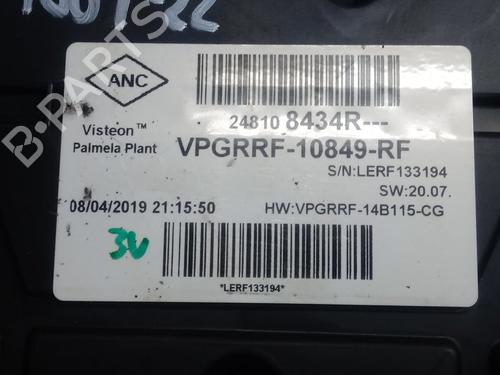 ANC
24810 8434R---
Visteon™
Palmela Plant
VPGRRF-10849-RF
S/N:LERF133194
SW:20.07.
08/04/2019 21:15:50
HW:VPGRRF-14B115-CG
*LERF133194*
B-PARTS